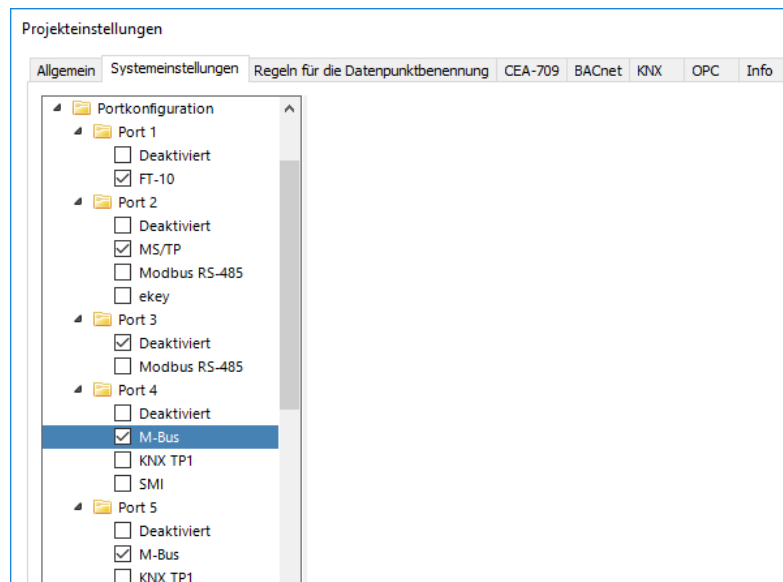 Projekteinstellungen
Allgemein Systemeinstellungen Regeln für die Datenpunktbenennung CEA-709 BACnet KNX OPC Info
Portkonfiguration
Port 1
Deaktiviert
FT-10
Port 2
Deaktiviert
MS/TP
Modbus RS-485
ekey
Port 3
Deaktiviert
Modbus RS-485
Port 4
Deaktiviert
M-Bus
KNX TP1
SMI
Port 5
Deaktiviert
M-Bus
KNX TP1